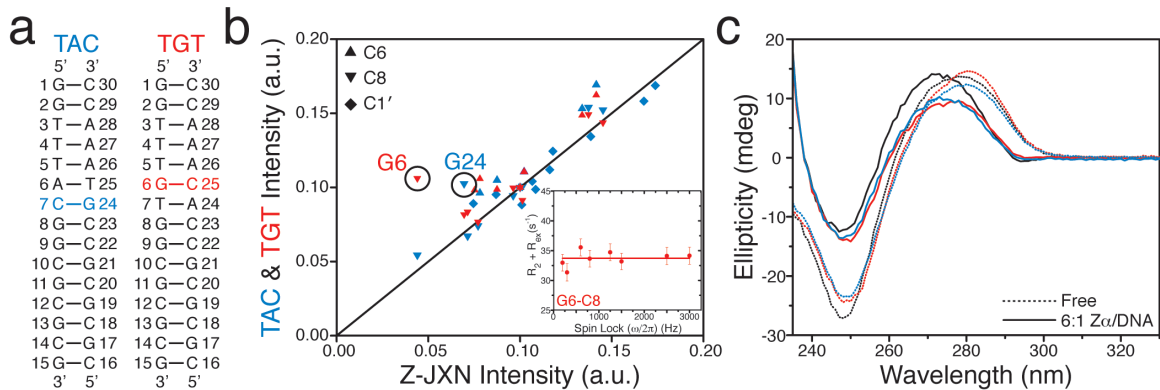 a
TAC TGT
5' 3' 5' 3'
1 G—C 30 1 G—C 30
2 G—C 29 2 G—C 29
3 T—A 28 3 T—A 28
4 T—A 27 4 T—A 27
5 T—A 26 5 T—A 26
6 A—T 25 6 G—C 25
7 C—G 24 7 T—A 24
8 G—C 23 8 G—C 23
9 G—C 22 9 G—C 22
10 C—G 21 10 C—G 21
11 G—C 20 11 G—C 20
12 C—G 19 12 C—G 19
13 G—C 18 13 G—C 18
14 G—C 17 14 G—C 17
15 G—C 16 15 G—C 16
3' 5' 3' 5'
b
TAC & TGT Intensity (a.u.)
0.20
0.15
0.10
0.05
0.00
▲ C6
▼ C8
◆ C1′
G6
G24
R2 + Rex(s-1)
45
40
35
30
25
G6-C8
0 1000 2000 3000
Spin Lock (ω/2π) (Hz)
0.00 0.05 0.10 0.15 0.20
Z-JXN Intensity (a.u.)
c
Ellipticity (mdeg)
20
10
0
-10
-20
-30
Free
6:1 Zα/DNA
240 260 280 300 320
Wavelength (nm)